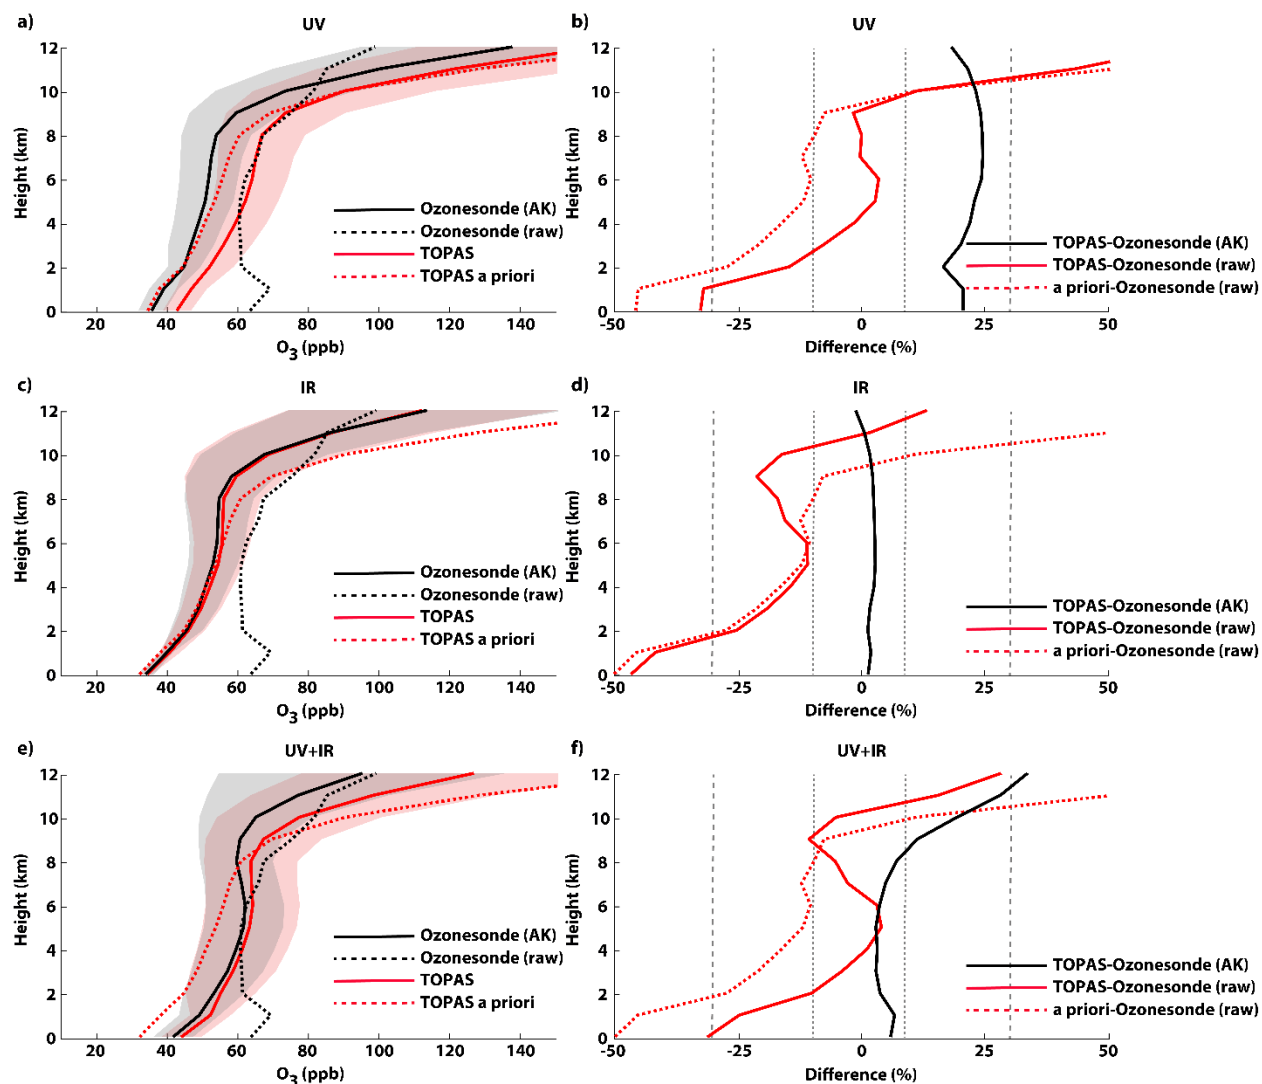 a)
UV
12
10
8
6
4
2
0
Height (km)
20
40
60
80
100
120
140
O3 (ppb)
Ozonesonde (AK)
Ozonesonde (raw)
TOPAS
TOPAS a priori
b)
UV
12
10
8
6
4
2
0
Height (km)
-50
-25
0
25
50
Difference (%)
TOPAS-Ozonesonde (AK)
TOPAS-Ozonesonde (raw)
a priori-Ozonesonde (raw)
c)
IR
12
10
8
6
4
2
0
Height (km)
20
40
60
80
100
120
140
O3 (ppb)
Ozonesonde (AK)
Ozonesonde (raw)
TOPAS
TOPAS a priori
d)
IR
12
10
8
6
4
2
0
Height (km)
-50
-25
0
25
50
Difference (%)
TOPAS-Ozonesonde (AK)
TOPAS-Ozonesonde (raw)
a priori-Ozonesonde (raw)
e)
UV+IR
12
10
8
6
4
2
0
Height (km)
20
40
60
80
100
120
140
O3 (ppb)
Ozonesonde (AK)
Ozonesonde (raw)
TOPAS
TOPAS a priori
f)
UV+IR
12
10
8
6
4
2
0
Height (km)
-50
-25
0
25
50
Difference (%)
TOPAS-Ozonesonde (AK)
TOPAS-Ozonesonde (raw)
a priori-Ozonesonde (raw)